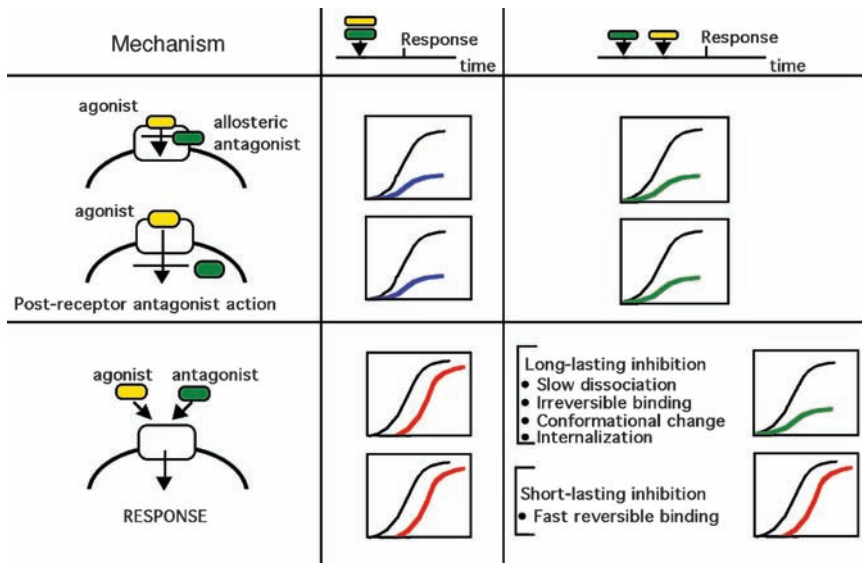 Mechanism
Response
time
Response
time
agonist
allosteric
antagonist
agonist
Post-receptor antagonist action
agonist
antagonist
RESPONSE
Long-lasting inhibition
• Slow dissociation
• Irreversible binding
• Conformational change
• Internalization
Short-lasting inhibition
• Fast reversible binding